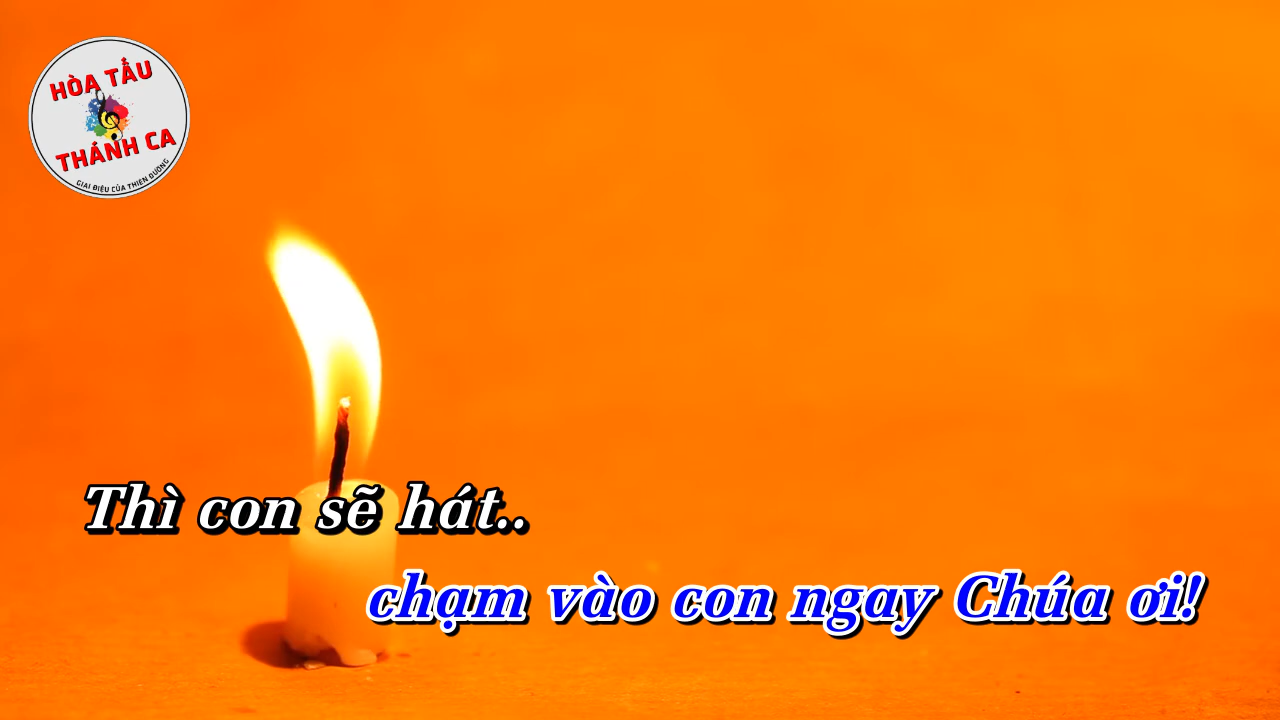 HÒA TẤU
THÁNH CA
GIAI ĐIỆU CỦA THIÊN ĐƯỜNG
Thì con sẽ hát..
chạm vào con ngay Chúa ơi!